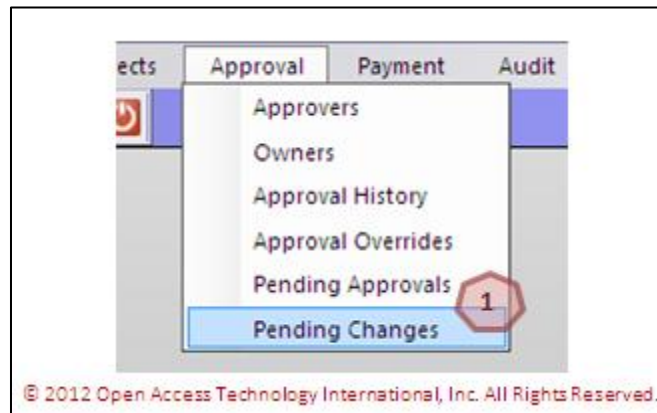 ects Approval Payment Audit
Approvers
Owners
Approval History
Approval Overrides
Pending Approvals
1
Pending Changes
© 2012 Open Access Technology International, Inc. All Rights Reserved.